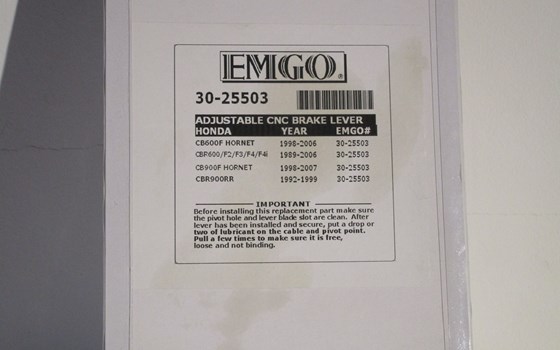 EMGO®
30-25503
ADJUSTABLE CNC BRAKE LEVER
HONDA YEAR EMGO#
CB600F HORNET 1998-2006 30-25503
CBR600/F2/F3/F4/F4i 1989-2006 30-25503
CB900F HORNET 1998-2007 30-25503
CBR900RR 1992-1999 30-25503
IMPORTANT
Before installing this replacement part make sure
the pivot hole and lever blade slot are clean. After
lever has been installed and secure, put a drop or
two of lubricant on the cable and pivot point.
Pull a few times to make sure it is free,
loose and not binding.